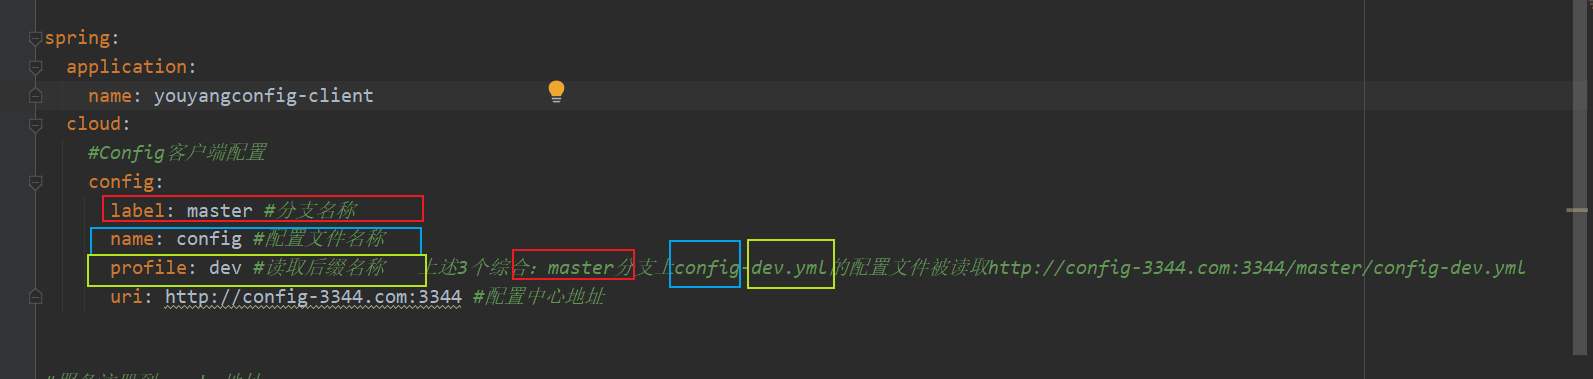 spring:
  application:
    name: youyangconfig-client
  cloud:
    #Config客户端配置
    config:
      label: master #分支名称
      name: config #配置文件名称
      profile: dev #读取后缀名称   上述3个综合：master分支上config-dev.yml的配置文件被读取http://config-3344.com:3344/master/config-dev.yml
      uri: http://config-3344.com:3344 #配置中心地址